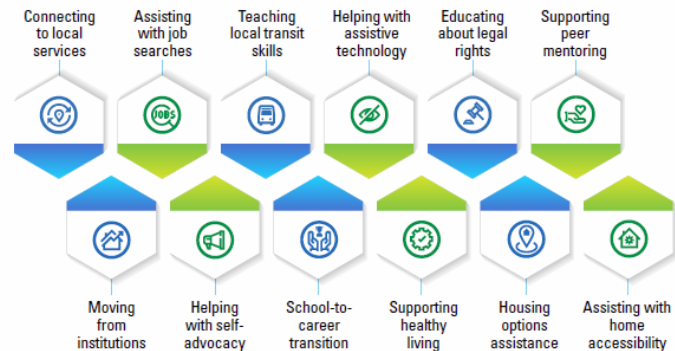 Connecting
to local
services
Assisting
with job
searches
Teaching
local transit
skills
Helping with
assistive
technology
Educating
about legal
rights
Supporting
peer
mentoring
JOBS
Moving
from
institutions
Helping
with self-
advocacy
School-to-
career
transition
Supporting
healthy
living
Housing
options
assistance
Assisting with
home
accessibility